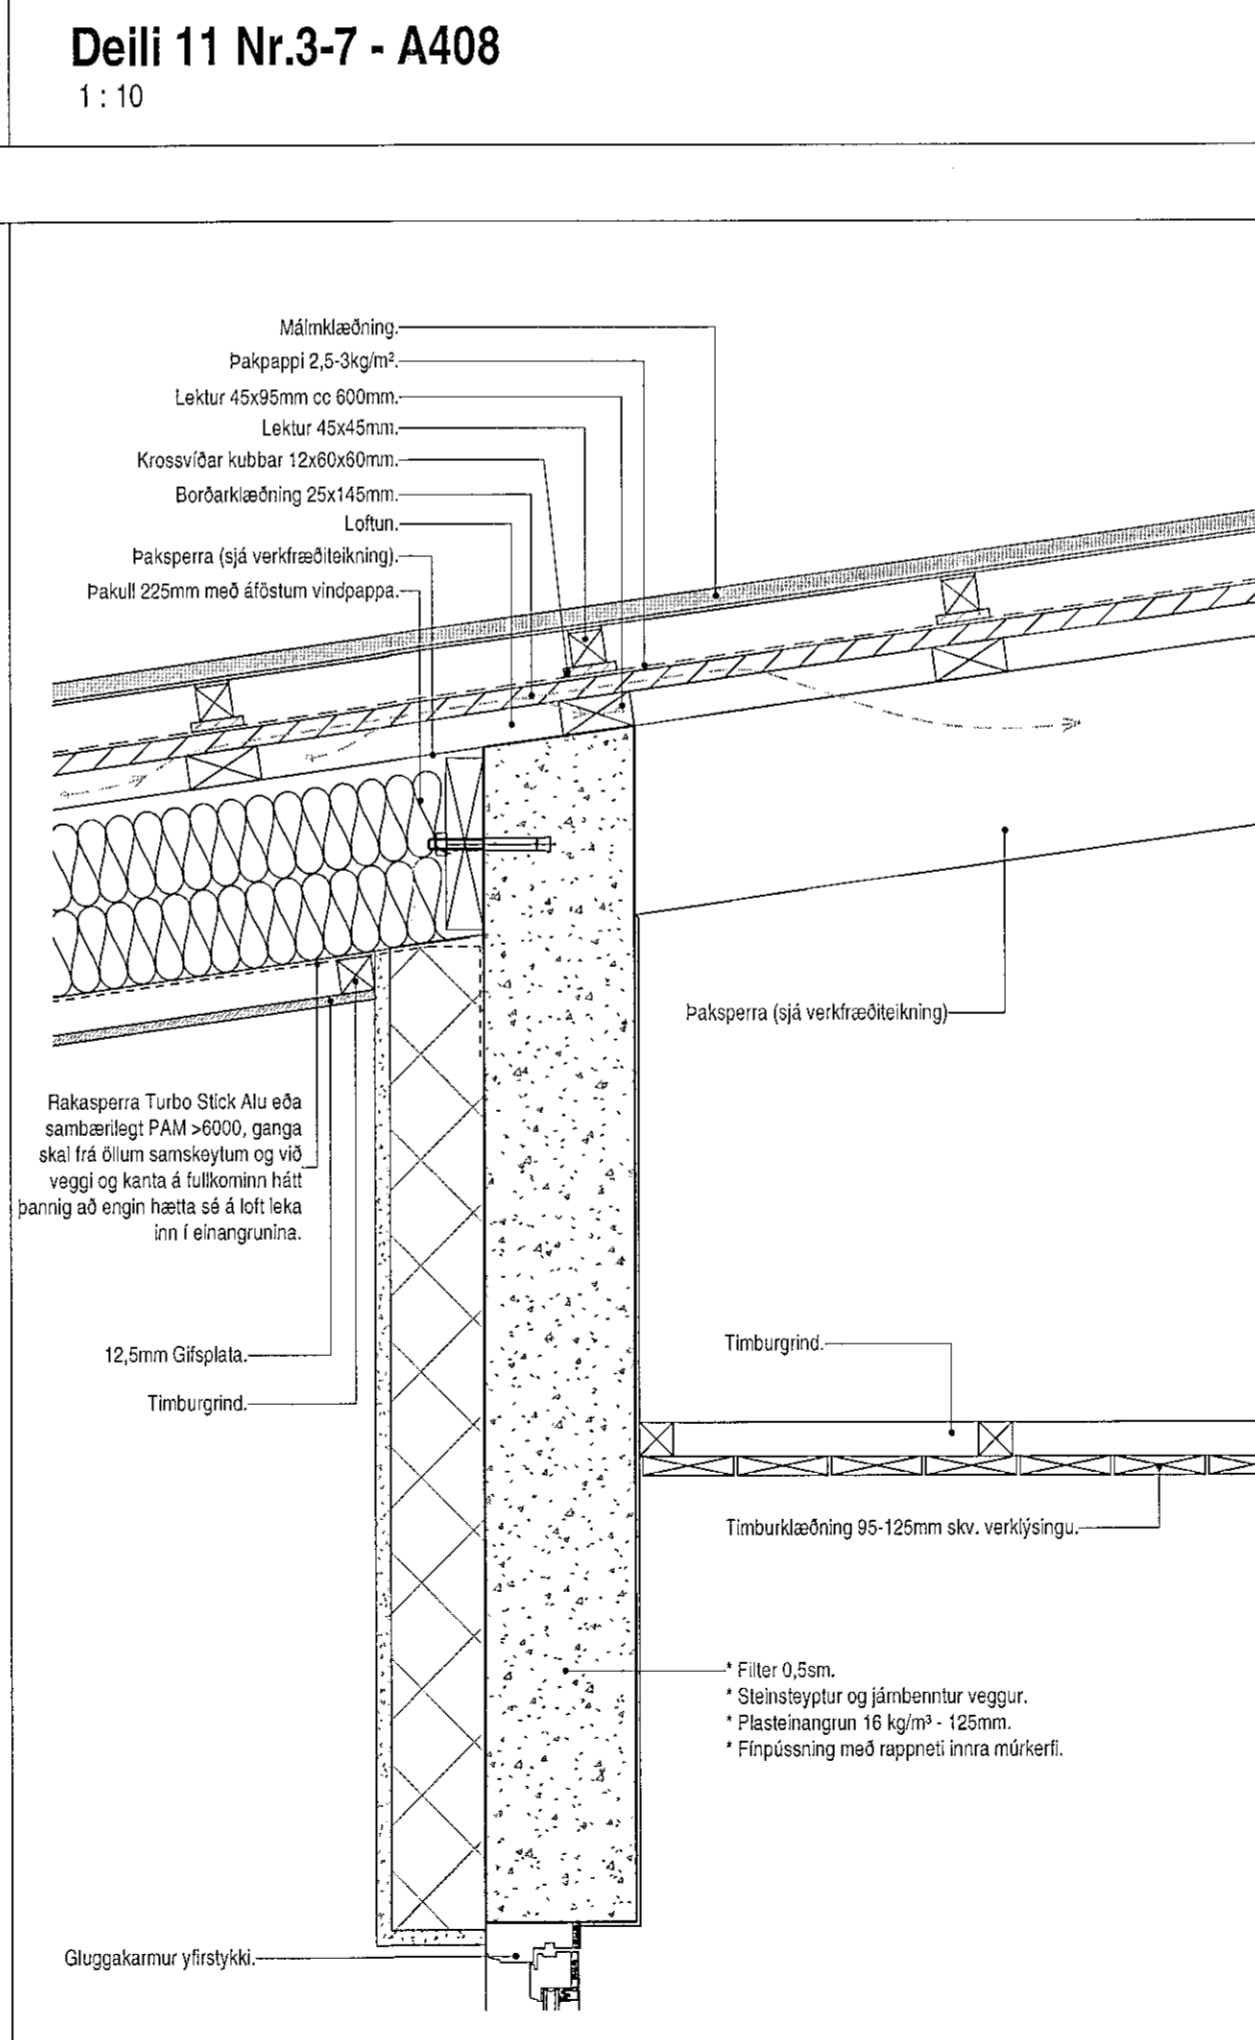 Deili 11 Nr.3-7 - A408
1 : 10
Málmklæðning.
Þakpappi 2,5-3kg/m².
Lektur 45x95mm cc 600mm.
Lektur 45x45mm.
Krossvíðar kubbar 12x60x60mm.
Borðarklæðning 25x145mm.
Loftun.
Þaksperra (sjá verkfræðiteikning).
Þakull 225mm með áföstum vindpappa.
Þaksperra (sjá verkfræðiteikning)
Rakasperra Turbo Stick Alu eða
sambærilegt PAM >6000, ganga
skal frá öllum samskeytum og við
veggi og kanta á fullkominn hátt
þannig að engin hætta sé á loft leka
inn í einangrunina.
12,5mm Gifsplata.
Timburgrind.
Timburgrind.
Timburklæðning 95-125mm skv. verklýsingu.
* Filter 0,5sm.
* Steinsteyptur og járnbenntur veggur.
* Plasteinangrun 16 kg/m³ - 125mm.
* Fínpússning með rappneti innra múrkerfi.
Gluggakarmur yfirstykki.